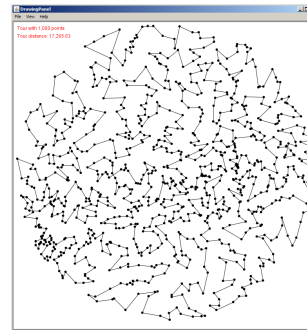 DrawingPanel
File View Help
Tour with 1,000 points
Tour distance: 17,265.63